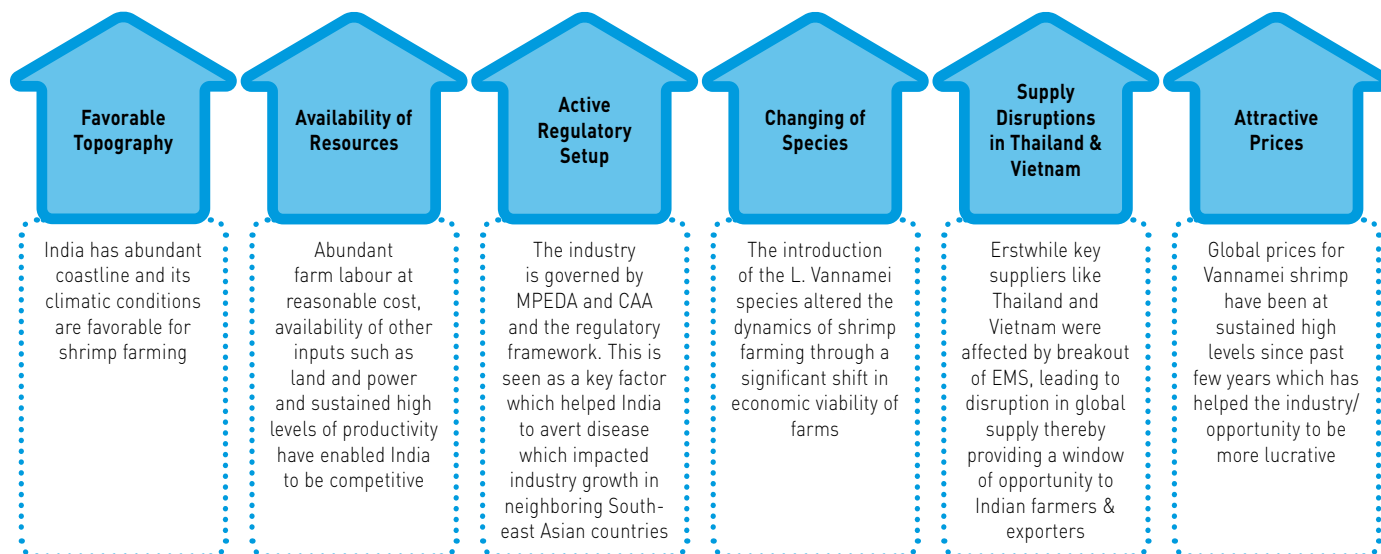 Favorable
Topography
India has abundant
coastline and its
climatic conditions
are favorable for
shrimp farming
Availability of
Resources
Abundant
farm labour at
reasonable cost,
availability of other
inputs such as
land and power
and sustained high
levels of productivity
have enabled India
to be competitive
Active
Regulatory
Setup
The industry
is governed by
MPEDA and CAA
and the regulatory
framework. This is
seen as a key factor
which helped India
to avert disease
which impacted
industry growth in
neighboring South-
east Asian countries
Changing of
Species
The introduction
of the L. Vannamei
species altered the
dynamics of shrimp
farming through a
significant shift in
economic viability of
farms
Supply
Disruptions
in Thailand &
Vietnam
Erstwhile key
suppliers like
Thailand and
Vietnam were
affected by breakout
of EMS, leading to
disruption in global
supply thereby
providing a window
of opportunity to
Indian farmers &
exporters
Attractive
Prices
Global prices for
Vannamei shrimp
have been at
sustained high
levels since past
few years which has
helped the industry/
opportunity to be
more lucrative